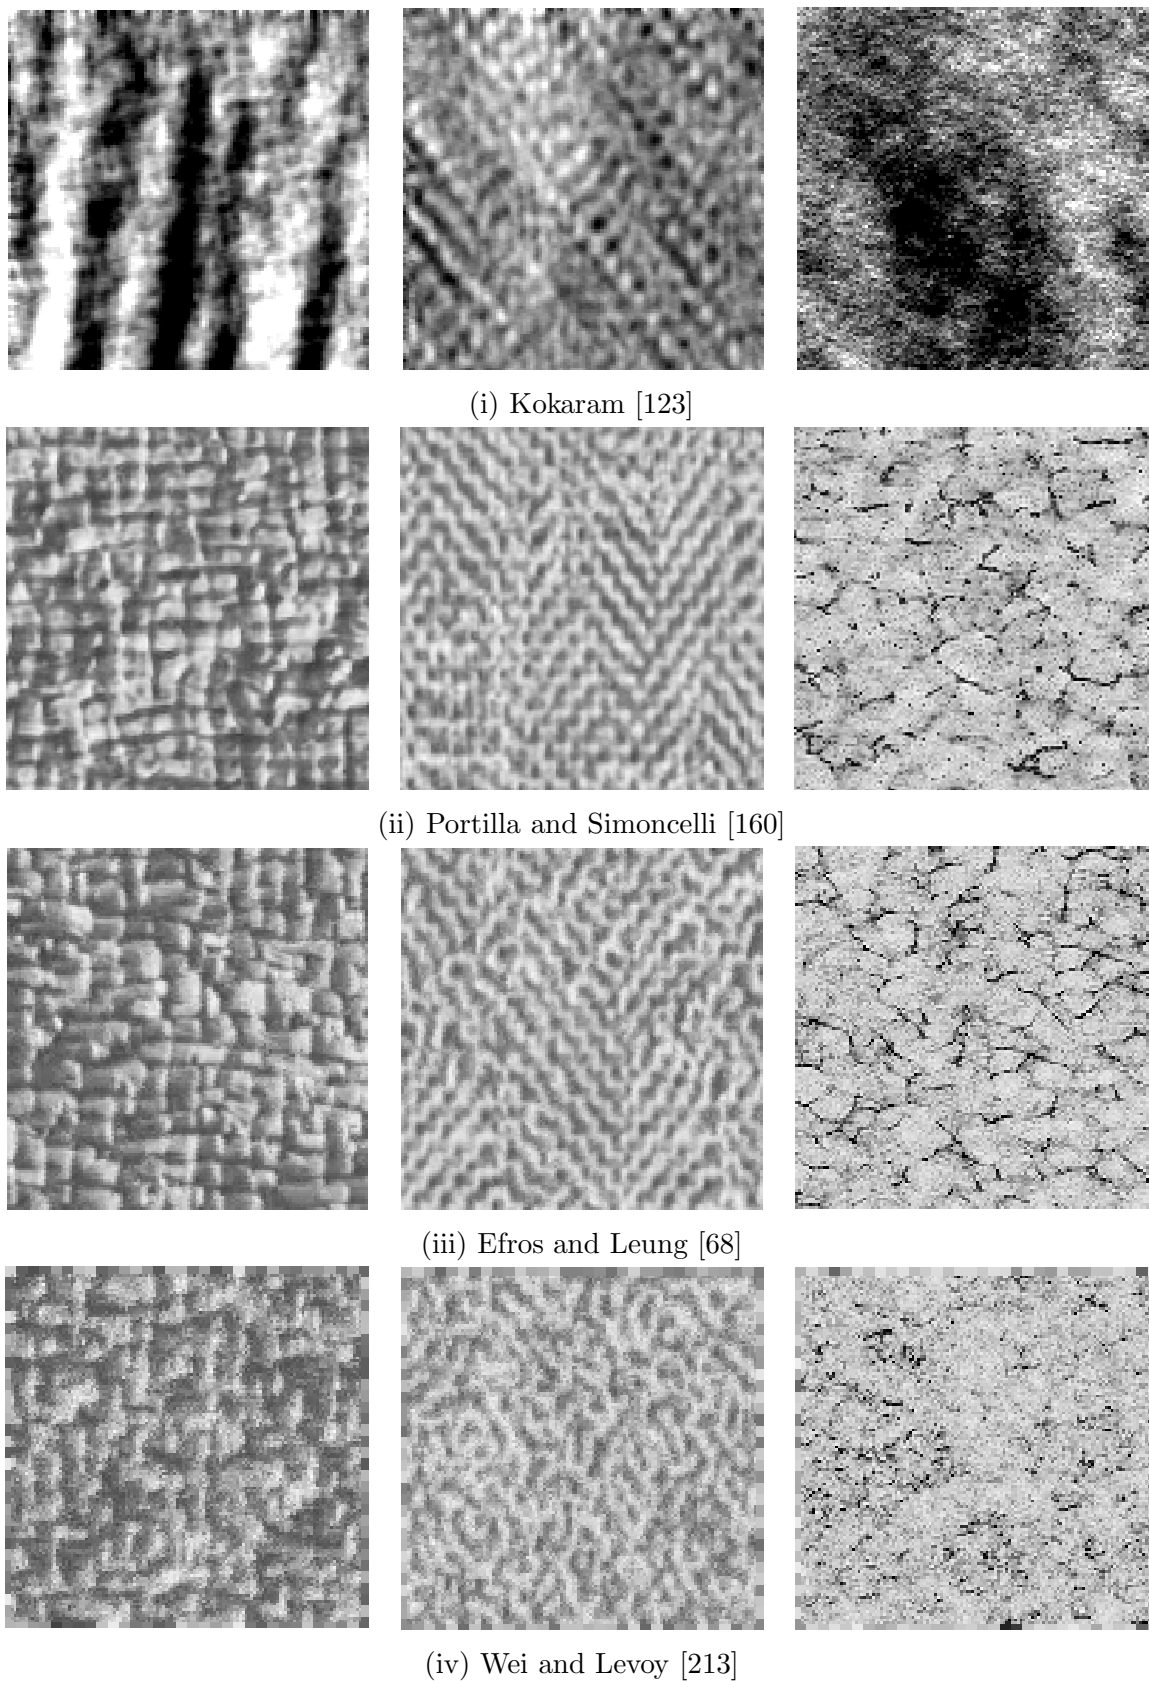 (i) Kokaram [123]
(ii) Portilla and Simoncelli [160]
(iii) Efros and Leung [68]
(iv) Wei and Levoy [213]